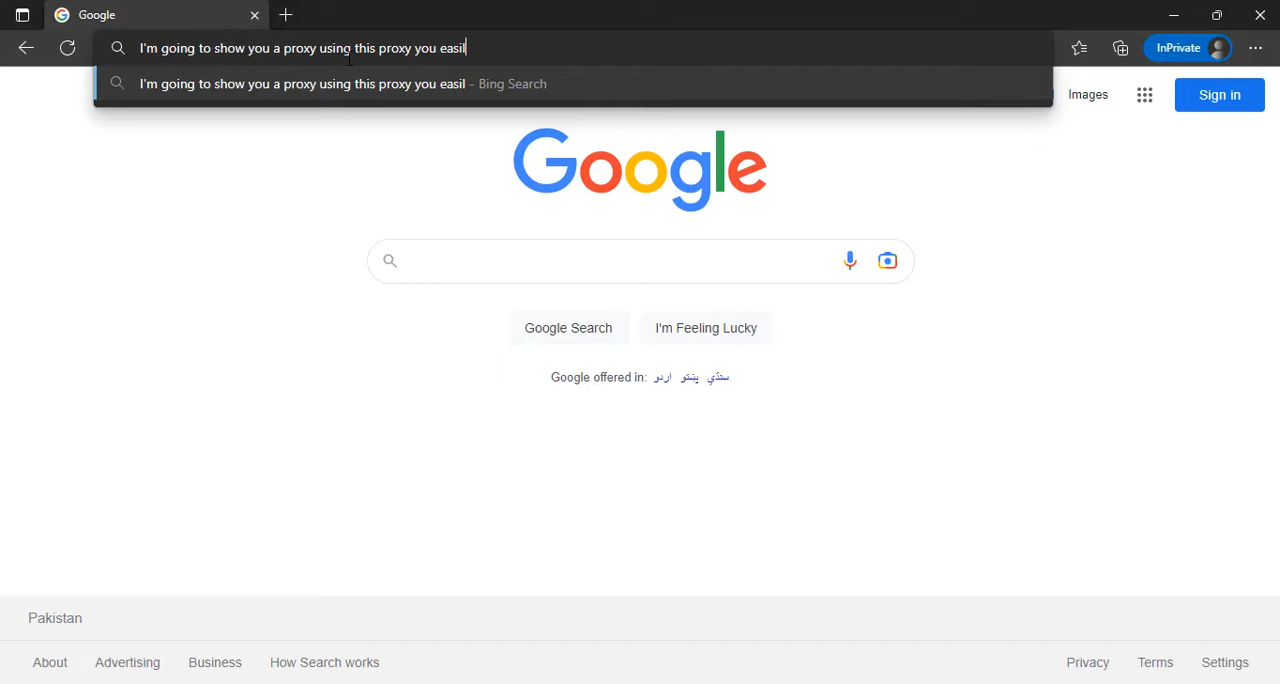 Google
I'm going to show you a proxy using this proxy you easil
InPrivate
I'm going to show you a proxy using this proxy you easil - Bing Search
Images
Sign in
Google
Google Search
I'm Feeling Lucky
Google offered in: اردو پښتو سنڌي
Pakistan
About Advertising Business How Search works
Privacy Terms Settings